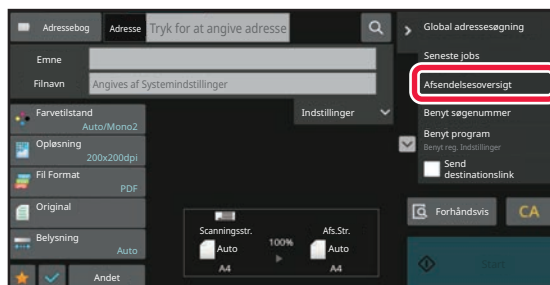 Adressebog
Adresse
Tryk for at angive adresse
Emne
Filnavn
Angives af Systemindstillinger
Indstillinger
Farvetilstand
Auto/Mono2
Opløsning
200x200dpi
Fil Format
PDF
Original
Belysning
Auto
Andet
Scanningsstr.
Auto
A4
100%
Afs.Str.
Auto
A4
Global adressesøgning
Seneste jobs
Afsendelsesoversigt
Benyt søgenummer
Benyt program
Benyt reg. Indstillinger
Send
destinationslink
Forhåndsvis
CA
Start